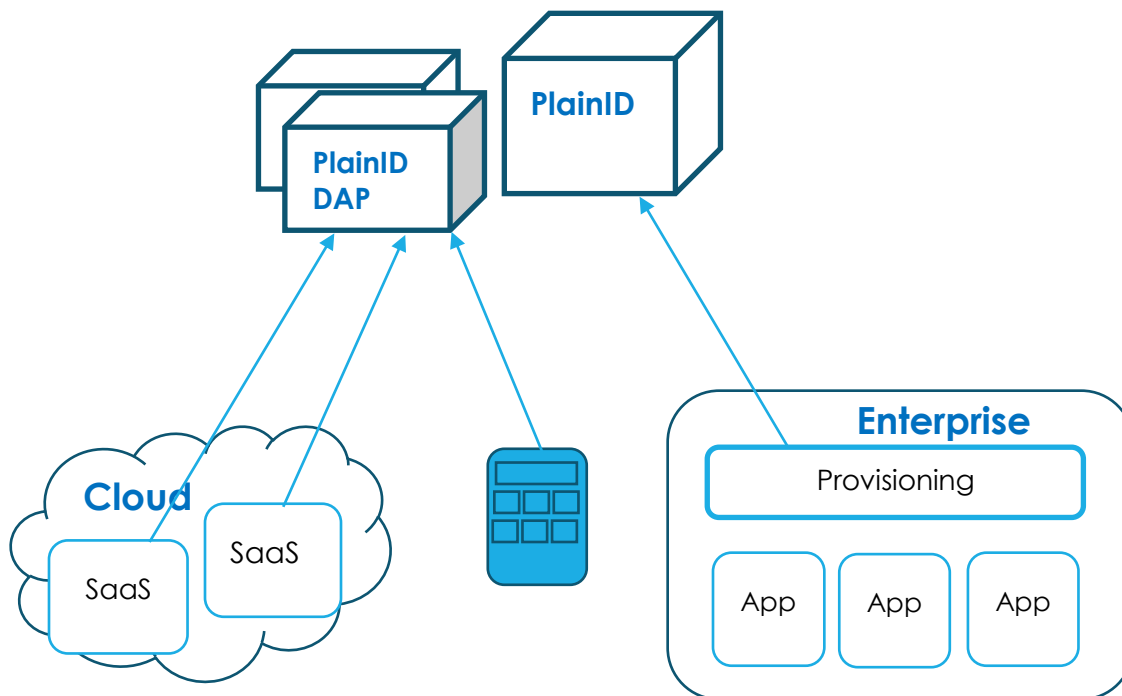 PlainID
PlainID
DAP
Cloud
SaaS
SaaS
Enterprise
Provisioning
App
App
App